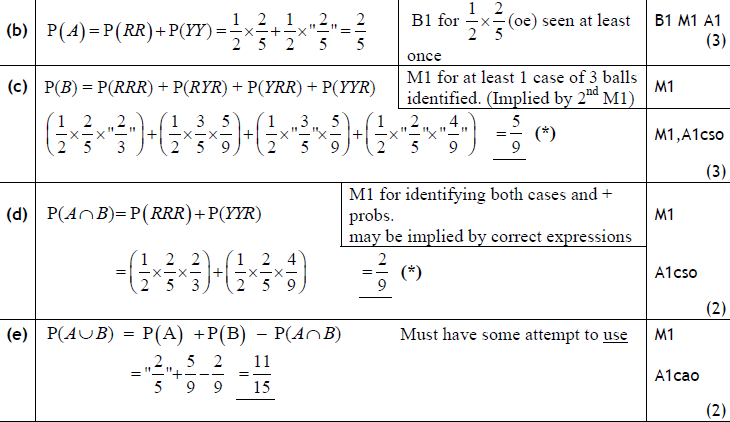 (b) P(A) = P(RR) + P(YY) = 1/2 × 2/5 + 1/2 × "2/5" = 2/5
B1 for 1/2 × 2/5 (oe) seen at least
once
B1 M1 A1
(3)
(c) P(B) = P(RRR) + P(RYR) + P(YRR) + P(YYR)
M1 for at least 1 case of 3 balls
identified. (Implied by 2nd M1)
M1
(1/2 × 2/5 × "2/3") + (1/2 × 3/5 × 5/9) + (1/2 × "3/5" × 5/9) + (1/2 × "2/5" × "4/9") = 5/9 (*)
M1,A1cso
(3)
(d) P(A∩B) = P(RRR) + P(YYR)
M1 for identifying both cases and +
probs.
may be implied by correct expressions
M1
= (1/2 × 2/5 × 2/3) + (1/2 × 2/5 × 4/9) = 2/9 (*)
A1cso
(2)
(e) P(A∪B) = P(A) + P(B) − P(A∩B) Must have some attempt to use
M1
= "2/5" + 5/9 − 2/9 = 11/15
A1cao
(2)